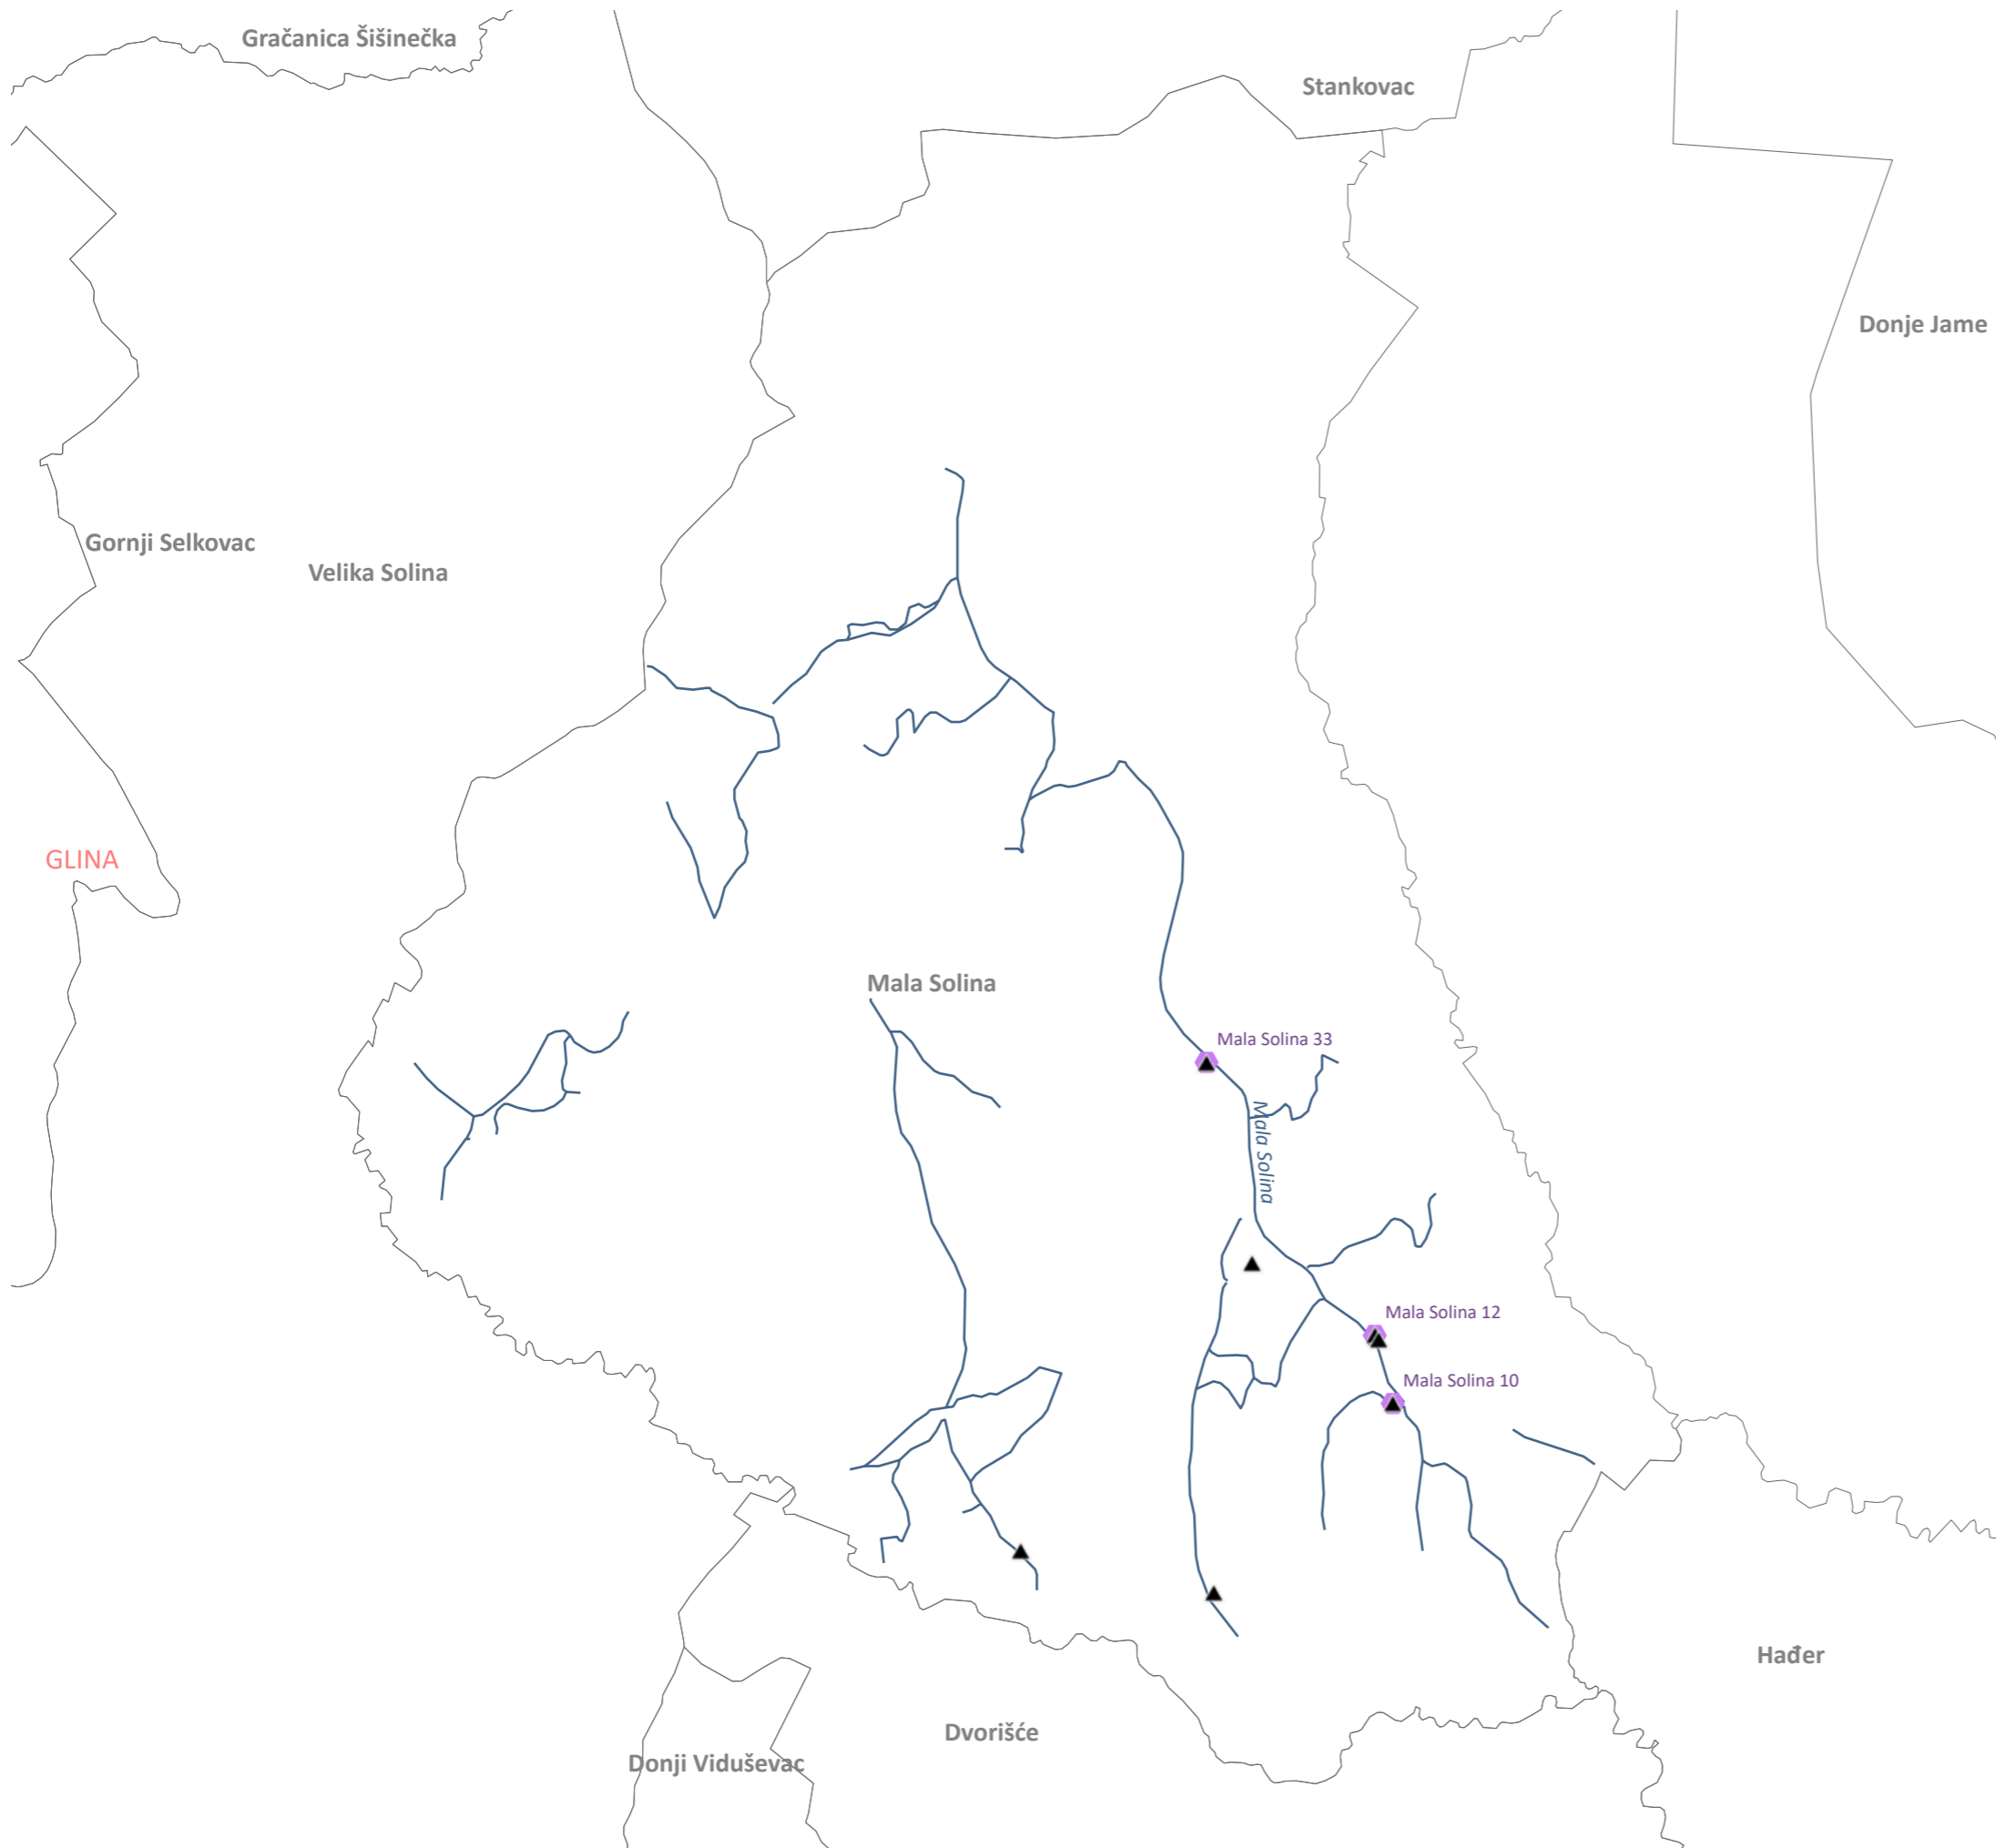 Gračanica Šišinečka
Stankovac
Donje Jame
Gornji Selkovac
Velika Solina
GLINA
Mala Solina
Mala Solina 33
Mala Solina
Mala Solina 12
Mala Solina 10
Hađer
Dvorišće
Donji Viduševac